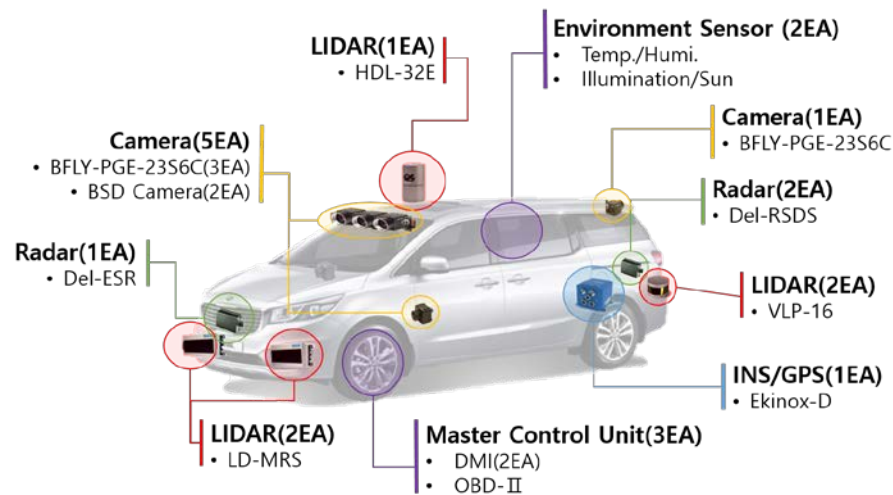 LIDAR(1EA)
• HDL-32E
Environment Sensor (2EA)
• Temp./Humi.
• Illumination/Sun
Camera(5EA)
• BFLY-PGE-23S6C(3EA)
• BSD Camera(2EA)
Camera(1EA)
• BFLY-PGE-23S6C
Radar(2EA)
• Del-RSDS
Radar(1EA)
• Del-ESR
LIDAR(2EA)
• VLP-16
INS/GPS(1EA)
• Ekinox-D
LIDAR(2EA)
• LD-MRS
Master Control Unit(3EA)
• DMI(2EA)
• OBD-Ⅱ